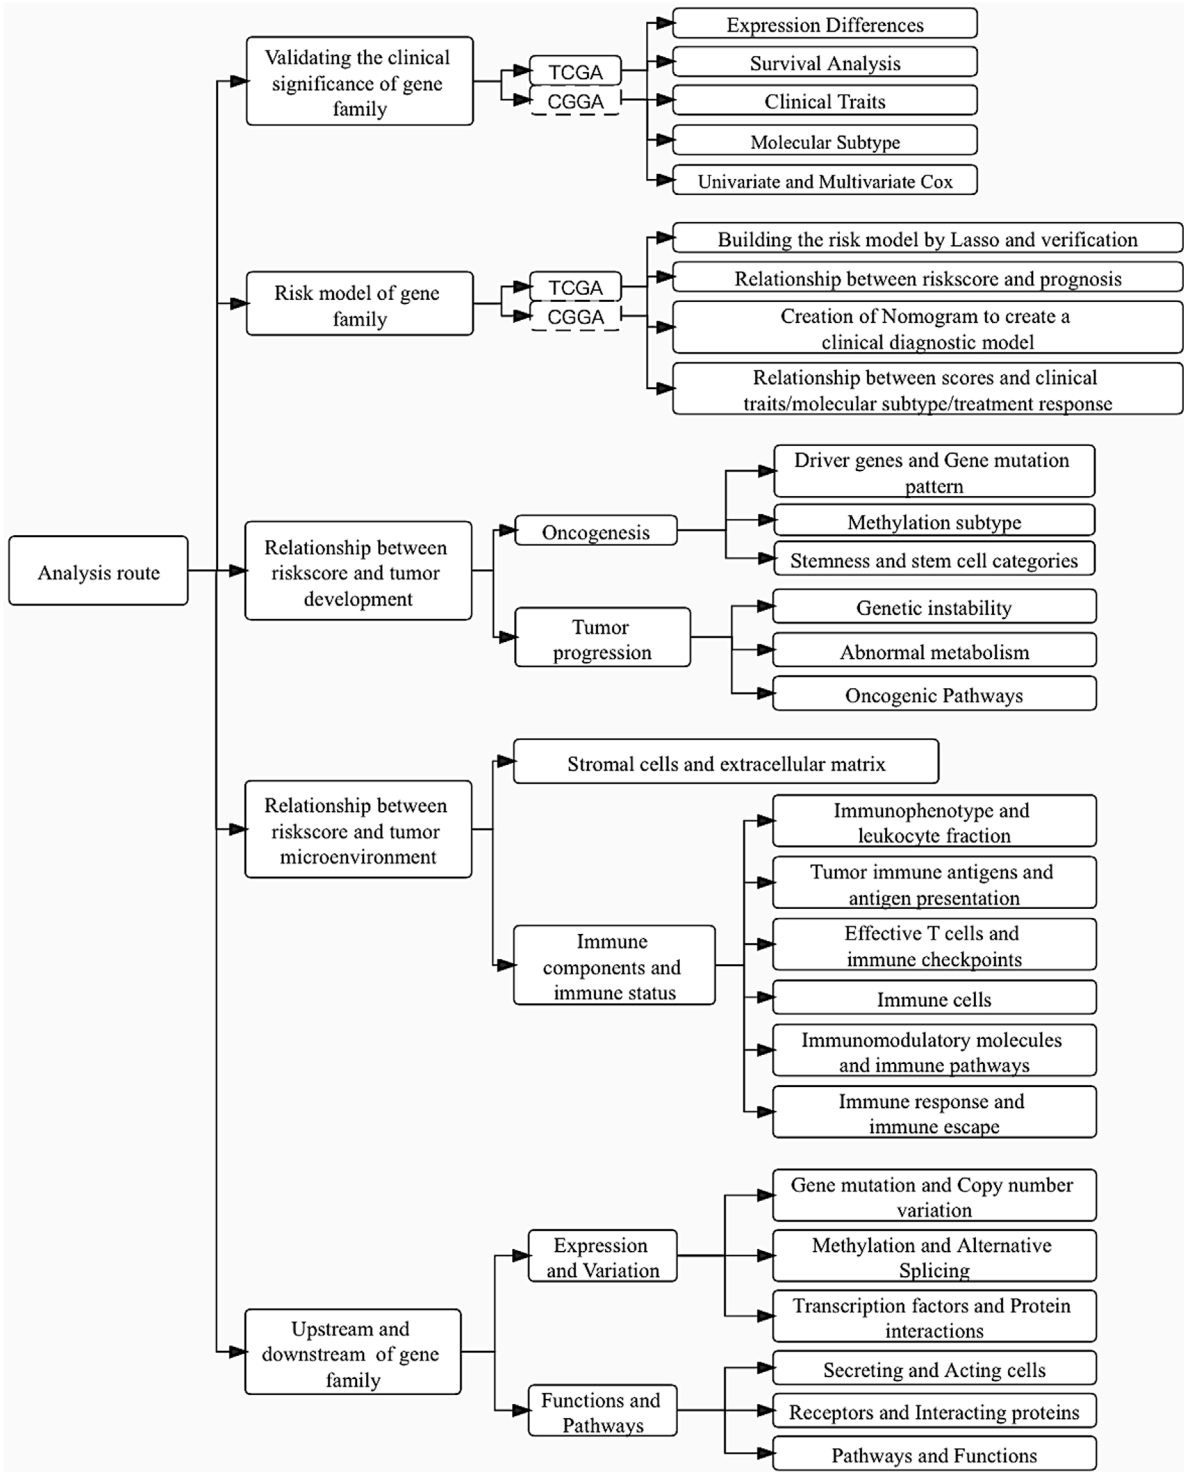 Analysis route
Validating the clinical
significance of gene
family
TCGA
CGGA
Expression Differences
Survival Analysis
Clinical Traits
Molecular Subtype
Univariate and Multivariate Cox
Risk model of gene
family
TCGA
CGGA
Building the risk model by Lasso and verification
Relationship between riskscore and prognosis
Creation of Nomogram to create a
clinical diagnostic model
Relationship between scores and clinical
traits/molecular subtype/treatment response
Relationship between
riskscore and tumor
development
Oncogenesis
Driver genes and Gene mutation
pattern
Methylation subtype
Stemness and stem cell categories
Tumor
progression
Genetic instability
Abnormal metabolism
Oncogenic Pathways
Relationship between
riskscore and tumor
microenvironment
Stromal cells and extracellular matrix
Immune
components and
immune status
Immunophenotype and
leukocyte fraction
Tumor immune antigens and
antigen presentation
Effective T cells and
immune checkpoints
Immune cells
Immunomodulatory molecules
and immune pathways
Immune response and
immune escape
Upstream and
downstream of gene
family
Expression
and Variation
Gene mutation and Copy number
variation
Methylation and Alternative
Splicing
Transcription factors and Protein
interactions
Functions and
Pathways
Secreting and Acting cells
Receptors and Interacting proteins
Pathways and Functions